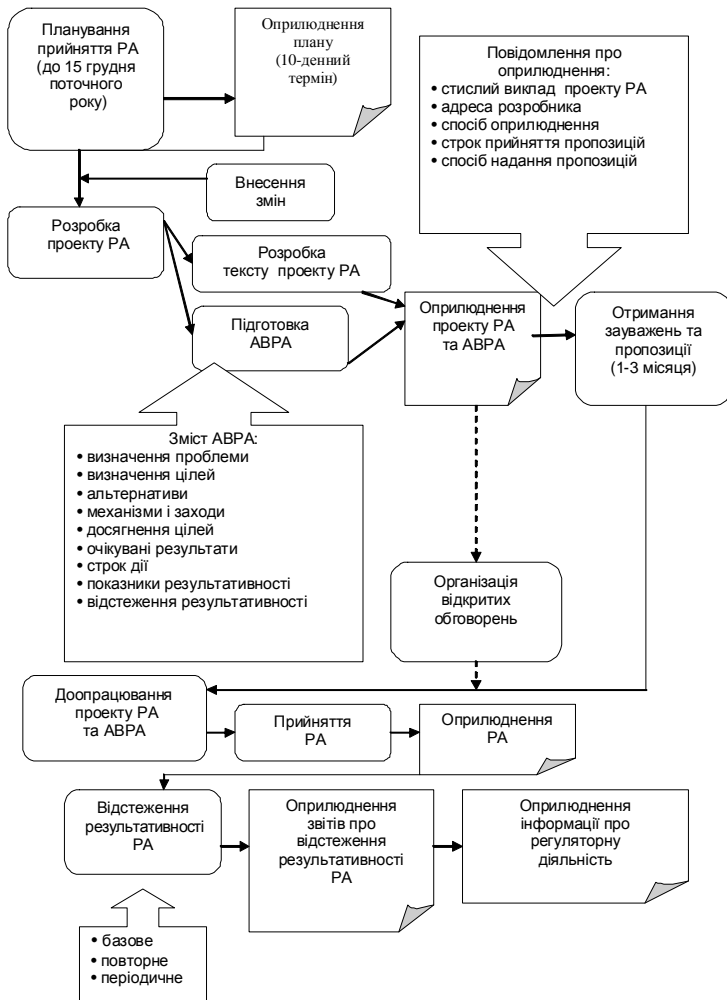 Планування
прийняття РА
(до 15 грудня
поточного
року)
Оприлюднення
плану
(10-денний
термін)
Повідомлення про
оприлюднення:
• стислий виклад проекту РА
• адреса розробника
• спосіб оприлюднення
• строк прийняття пропозицій
• спосіб надання пропозицій
Внесення
змін
Розробка
проекту РА
Розробка
тексту проекту РА
Підготовка
АВРА
Оприлюднення
проекту РА
та АВРА
Отримання
зауважень та
пропозиції
(1-3 місяця)
Зміст АВРА:
• визначення проблеми
• визначення цілей
• альтернативи
• механізми і заходи
• досягнення цілей
• очікувані результати
• строк дії
• показники результативності
• відстеження результативності
Організація
відкритих
обговорень
Доопрацювання
проекту РА
та АВРА
Прийняття
РА
Оприлюднення
РА
Відстеження
результативності
РА
Оприлюднення
звітів про
відстеження
результативності
РА
Оприлюднення
інформації про
регуляторну
діяльність
• базове
• повторне
• періодичне